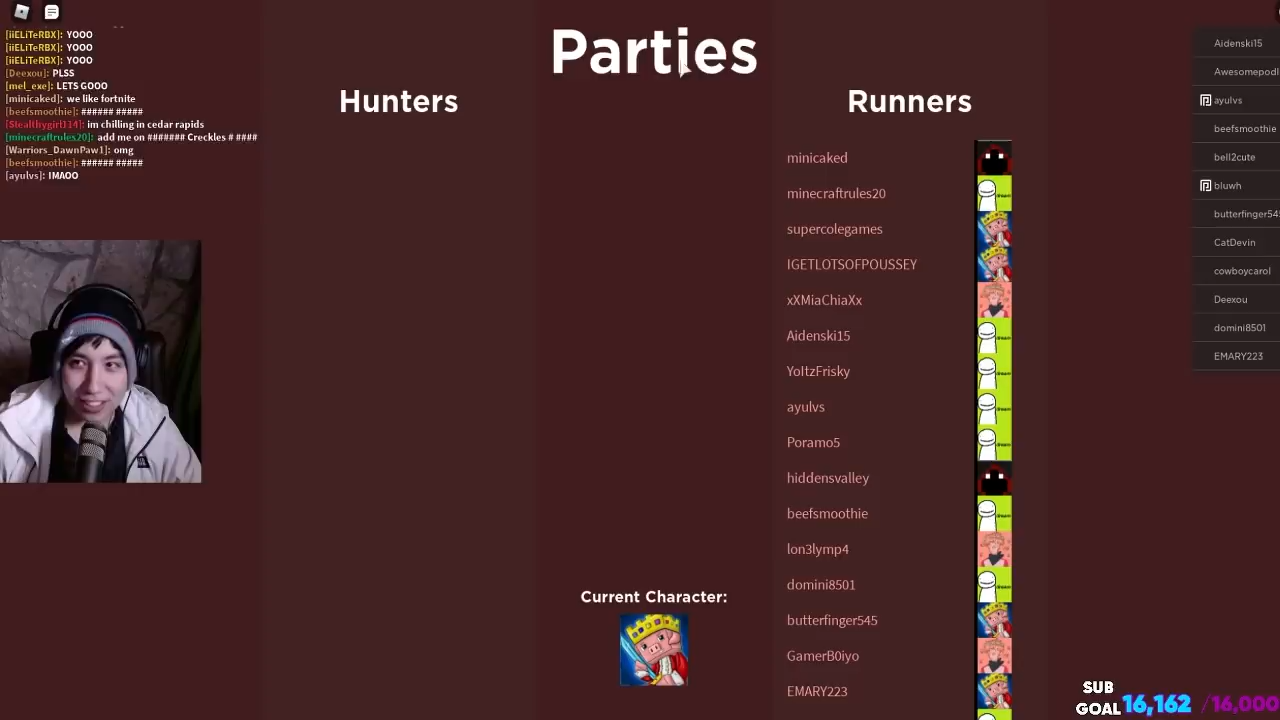 [iiELiTeRBX]: YOOO
[iiELiTeRBX]: YOOO
[iiELiTeRBX]: YOOO
[Deexou]: PLSS
[mel_exe]: LETS GOOO
[minicaked]: we like fortnite
[beefsmoothie]: ###### #####
[Stealthygirl114]: im chilling in cedar rapids
[minecraftrules20]: add me on ####### Creckles # ####
[Warriors_DawnPaw1]: omg
[beefsmoothie]: ###### #####
[ayulvs]: IMAOO
Parties
Hunters
Runners
minicaked
minecraftrules20
supercolegames
IGETLOTSOFPOUSSEY
xXMiaChiaXx
Aidenski15
YoItzFrisky
ayulvs
Poramo5
hiddensvalley
beefsmoothie
lon3lymp4
domini8501
butterfinger545
GamerB0iyo
EMARY223
Current Character:
Aidenski15
Awesomepodl
ayulvs
beefsmoothie
bell2cute
bluwh
butterfinger545
CatDevin
cowboycarol
Deexou
domini8501
EMARY223
SUB
GOAL 16,162 /16,000